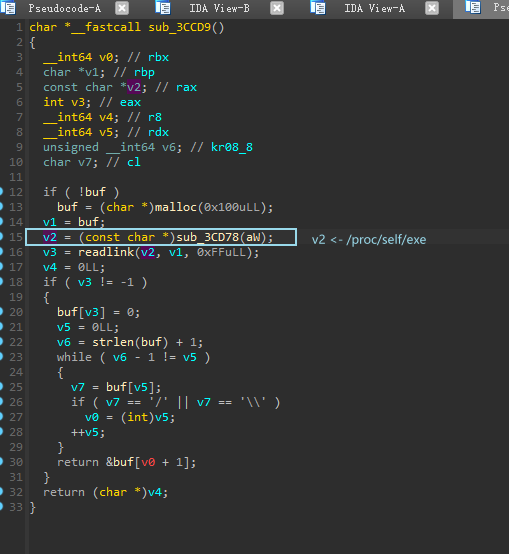 Pseudocode-A IDA View-B IDA View-A Pse
1 char *__fastcall sub_3CCD9()
2 {
3 __int64 v0; // rbx
4 char *v1; // rbp
5 const char *v2; // rax
6 int v3; // eax
7 __int64 v4; // r8
8 __int64 v5; // rdx
9 unsigned __int64 v6; // kr08_8
10 char v7; // cl
11
12 if ( !buf )
13 buf = (char *)malloc(0x100uLL);
14 v1 = buf;
15 v2 = (const char *)sub_3CD78(aW); v2 <- /proc/self/exe
16 v3 = readlink(v2, v1, 0xFFuLL);
17 v4 = 0LL;
18 if ( v3 != -1 )
19 {
20 buf[v3] = 0;
21 v5 = 0LL;
22 v6 = strlen(buf) + 1;
23 while ( v6 - 1 != v5 )
24 {
25 v7 = buf[v5];
26 if ( v7 == '/' || v7 == '\\' )
27 v0 = (int)v5;
28 ++v5;
29 }
30 return &buf[v0 + 1];
31 }
32 return (char *)v4;
33 }